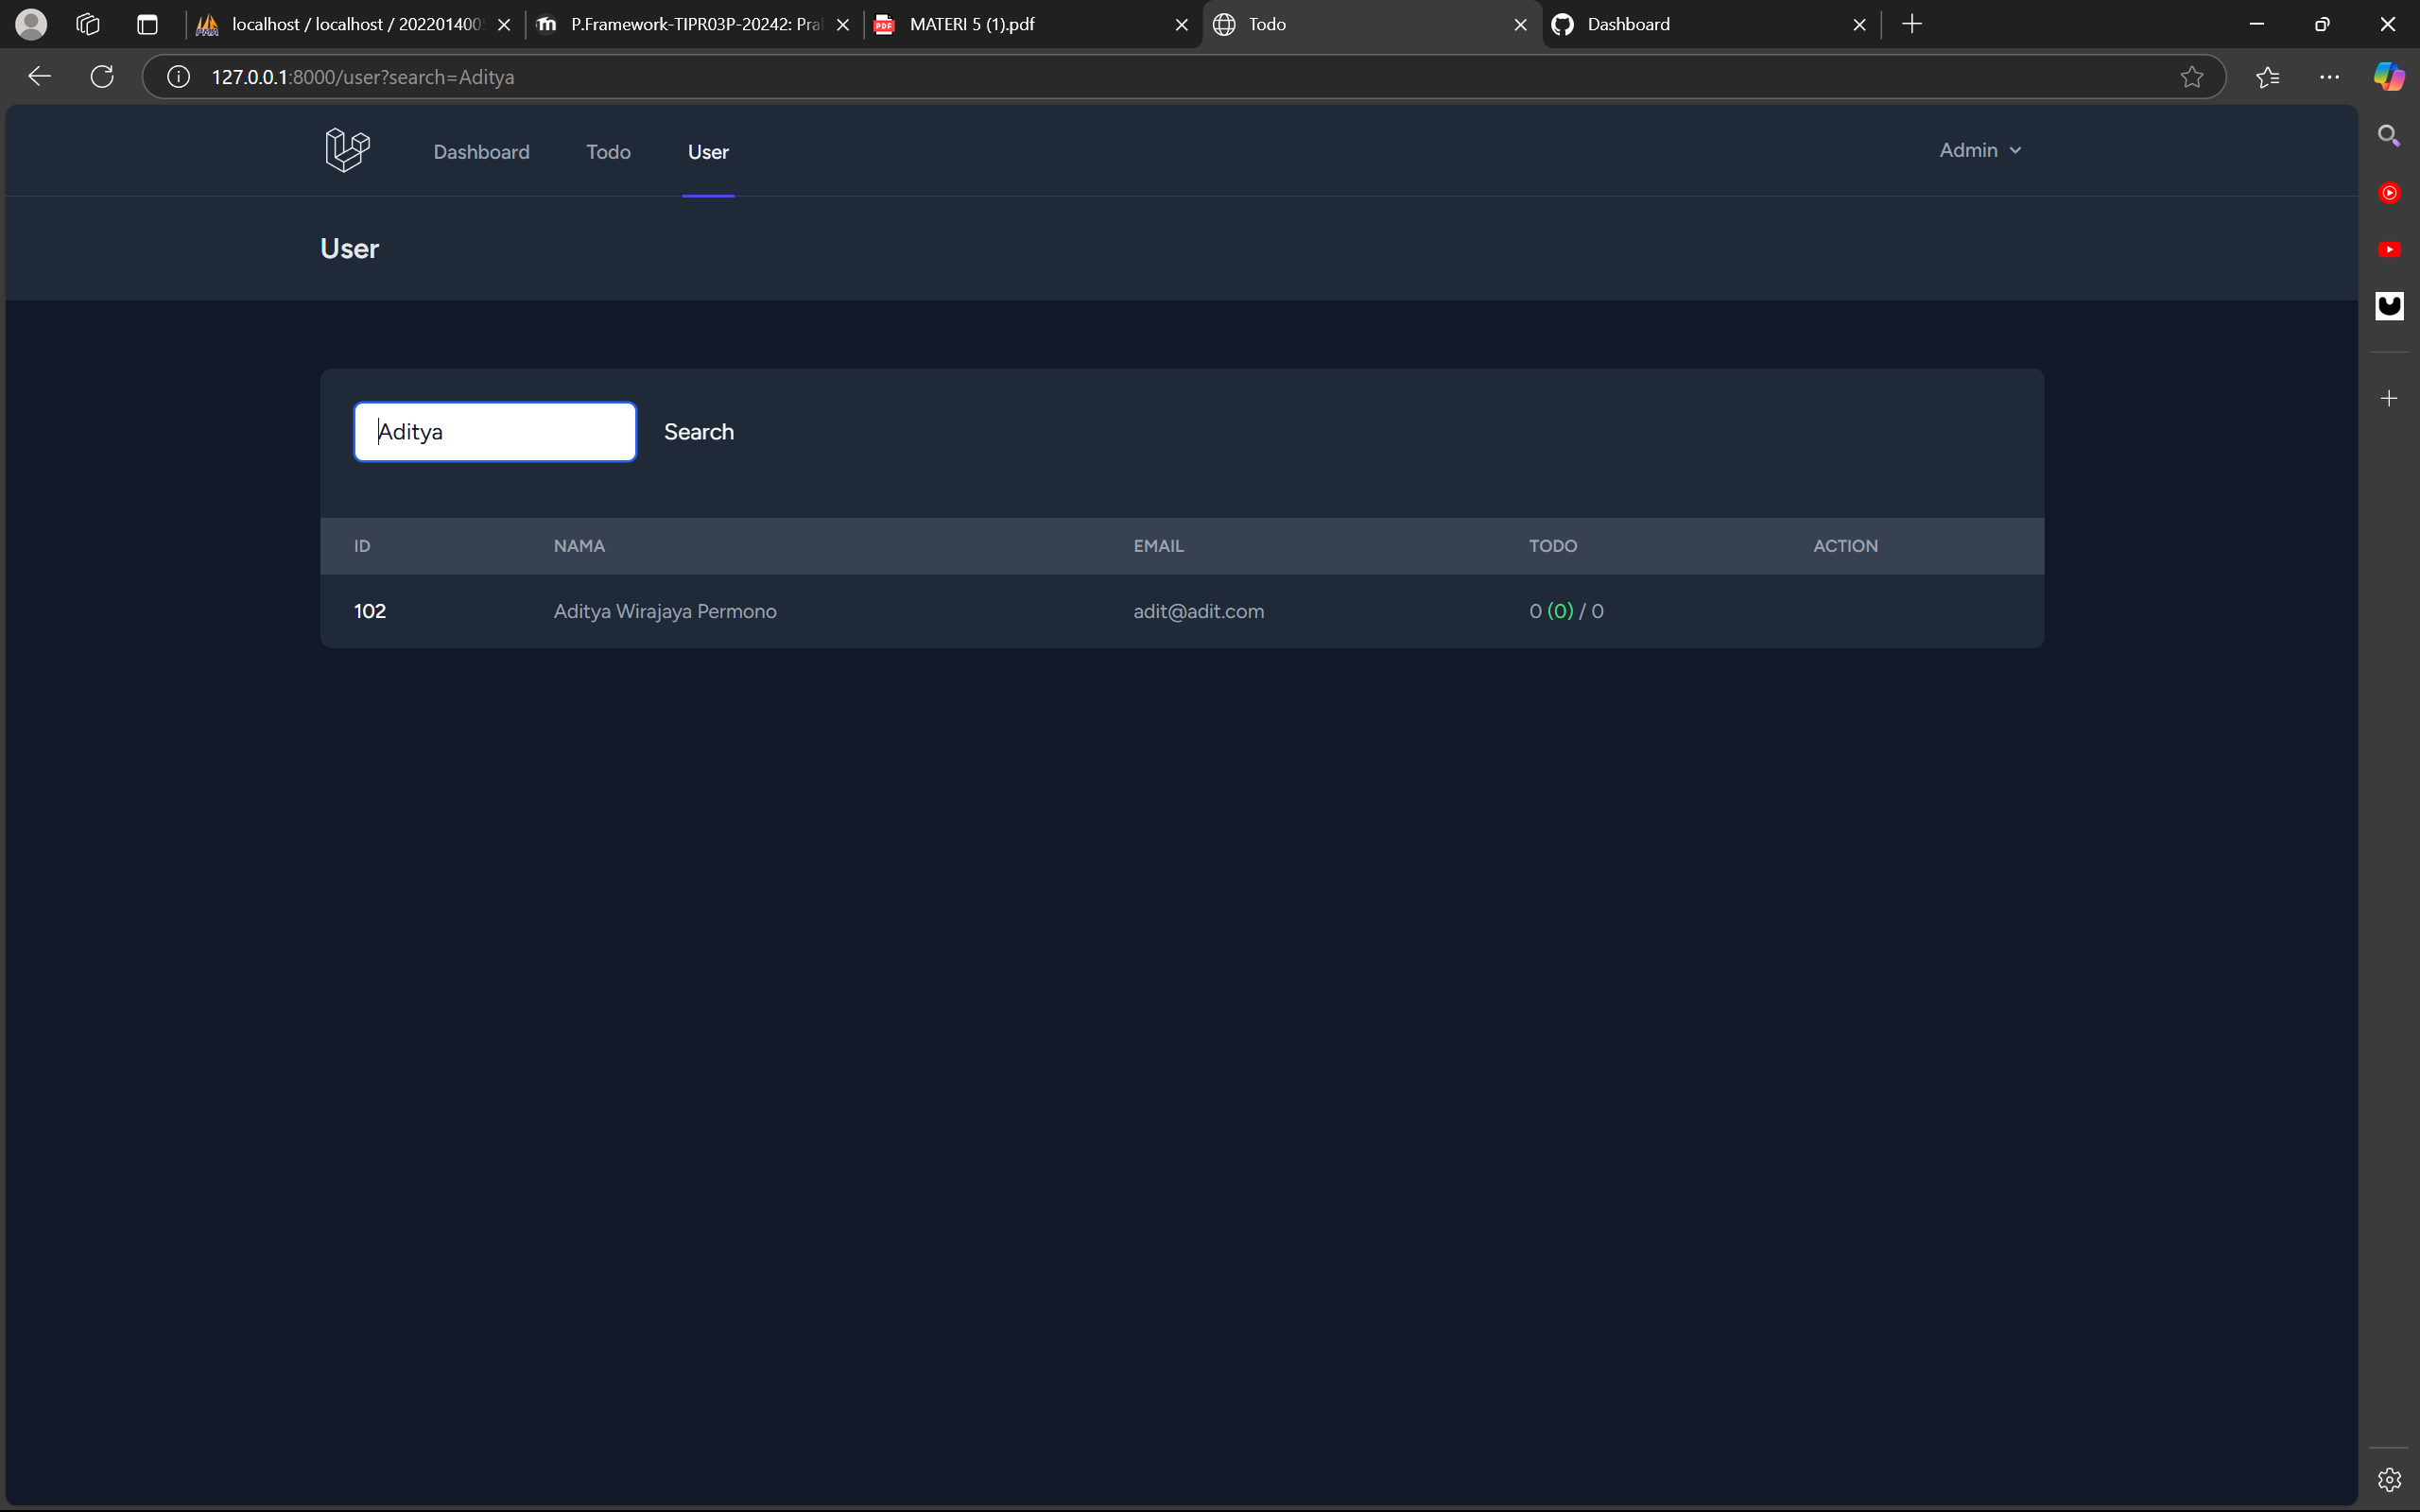 localhost / localhost / 202201400
P.Framework-TIPR03P-20242: Pra
MATERI 5 (1).pdf
Todo
Dashboard
127.0.0.1:8000/user?search=Aditya
Dashboard
Todo
User
Admin
User
Aditya
Search
ID
NAMA
EMAIL
TODO
ACTION
102
Aditya Wirajaya Permono
adit@adit.com
0 (0) / 0